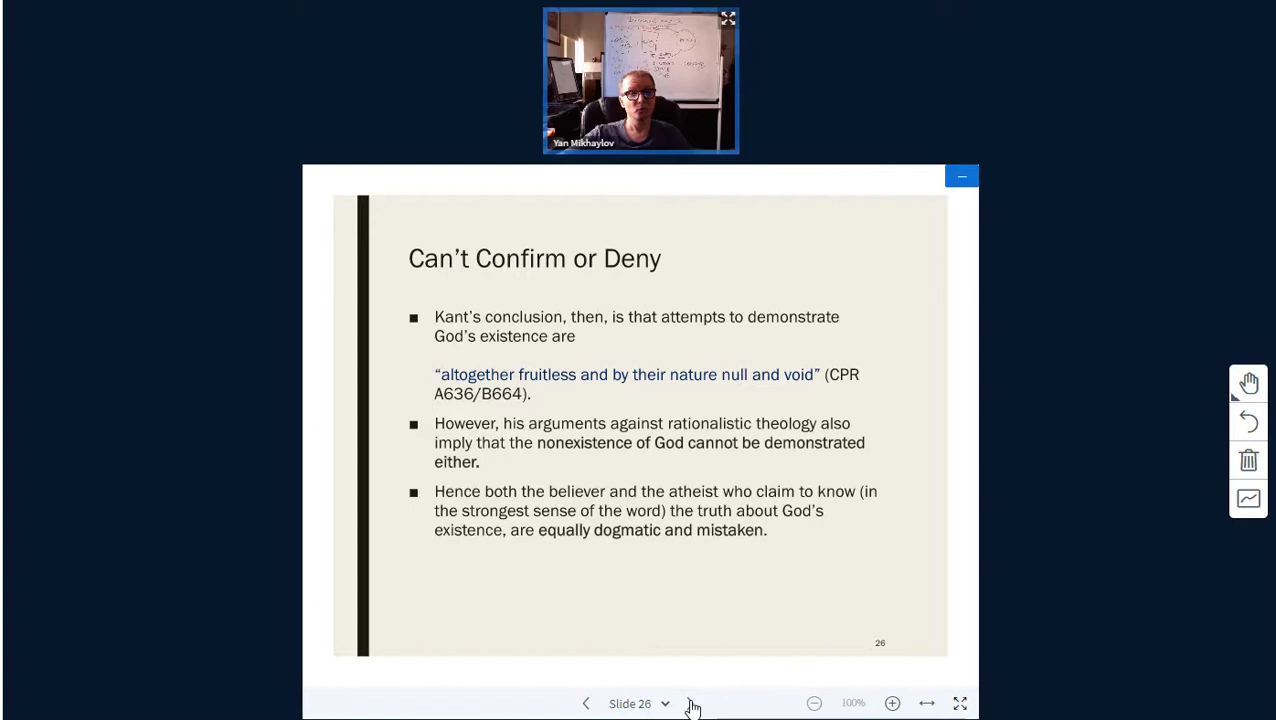 Yan Mikhaylov
Can’t Confirm or Deny
■ Kant’s conclusion, then, is that attempts to demonstrate
God’s existence are
“altogether fruitless and by their nature null and void” (CPR
A636/B664).
■ However, his arguments against rationalistic theology also
imply that the nonexistence of God cannot be demonstrated
either.
■ Hence both the believer and the atheist who claim to know (in
the strongest sense of the word) the truth about God’s
existence, are equally dogmatic and mistaken.
26
Slide 26
100%